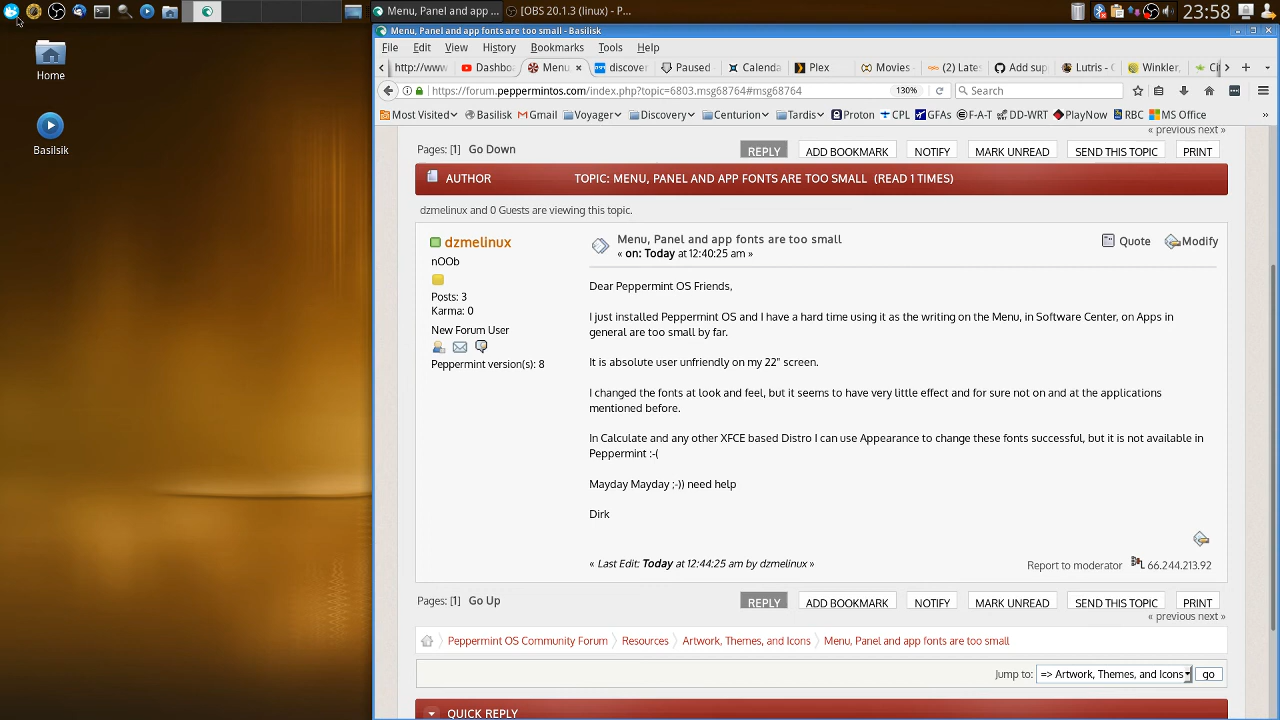 Menu, Panel and app ...
[OBS 20.1.3 (linux) - P...
23:58
Menu, Panel and app fonts are too small - Basilisk
File Edit View History Bookmarks Tools Help
http://www Dashbo Menu discover Paused Calenda Plex Movies - (2) Lates Add sup Lutris - Winker,
https://forum.peppermintos.com/index.php?topic=6803.msg68764#msg68764 130% Search
Most Visited Basilisk Gmail Voyager Discovery Centurion Tardis Proton CPL GFAs F-A-T DD-WRT PlayNow RBC MS Office
Home
Basilsik
« previous next »
Pages: [1] Go Down
REPLY ADD BOOKMARK NOTIFY MARK UNREAD SEND THIS TOPIC PRINT
AUTHOR TOPIC: MENU, PANEL AND APP FONTS ARE TOO SMALL (READ 1 TIMES)
dzmelinux and 0 Guests are viewing this topic.
dzmelinux
nOOb
Posts: 3
Karma: 0
New Forum User
Peppermint version(s): 8
Menu, Panel and app fonts are too small
« on: Today at 12:40:25 am »
Quote Modify
Dear Peppermint OS Friends,
I just installed Peppermint OS and I have a hard time using it as the writing on the Menu, in Software Center, on Apps in
general are too small by far.
It is absolute user unfriendly on my 22" screen.
I changed the fonts at look and feel, but it seems to have very little effect and for sure not on and at the applications
mentioned before.
In Calculate and any other XFCE based Distro I can use Appearance to change these fonts successful, but it is not available in
Peppermint :-(
Mayday Mayday ;-)) need help
Dirk
« Last Edit: Today at 12:44:25 am by dzmelinux »
Report to moderator 66.244.213.92
Pages: [1] Go Up
REPLY ADD BOOKMARK NOTIFY MARK UNREAD SEND THIS TOPIC PRINT
« previous next »
Peppermint OS Community Forum Resources Artwork, Themes, and Icons Menu, Panel and app fonts are too small
Jump to: => Artwork, Themes, and Icons go
QUICK REPLY